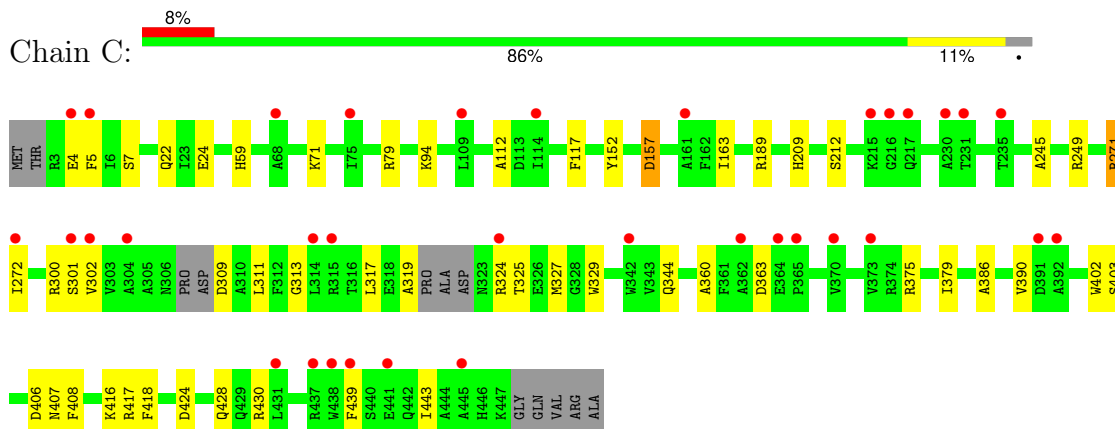 8%
Chain C:
86%
11%
MET THR R3 E4 F5 I6 S7 Q22 I23 E24 H59 A68 K71 I75 R79 K94 L109 A112 D113 I114 F117 Y152 D157 A161 F162 I163 R189 H209 S212 K215 G216 Q217 A230 T231 T235 A245 R249
I272 R300 S301 V302 V303 A304 A305 N306 PRO ASP D309 A310 L311 F312 G313 L314 R315 T316 L317 E318 A319 PRO ALA ASP N323 R324 T325 E326 M327 G328 W329 W342 V343 Q344 A360 F361 A362 D363 E364 P365 V370 V373 R374 R375 I379 A386 V390 D391 A392 W402 S403
D406 N407 F408 K416 R417 F418 D424 Q428 Q429 R430 L431 R437 W438 F439 S440 E441 Q442 I443 A444 A445 H446 K447 GLY GLN VAL ARG ALA